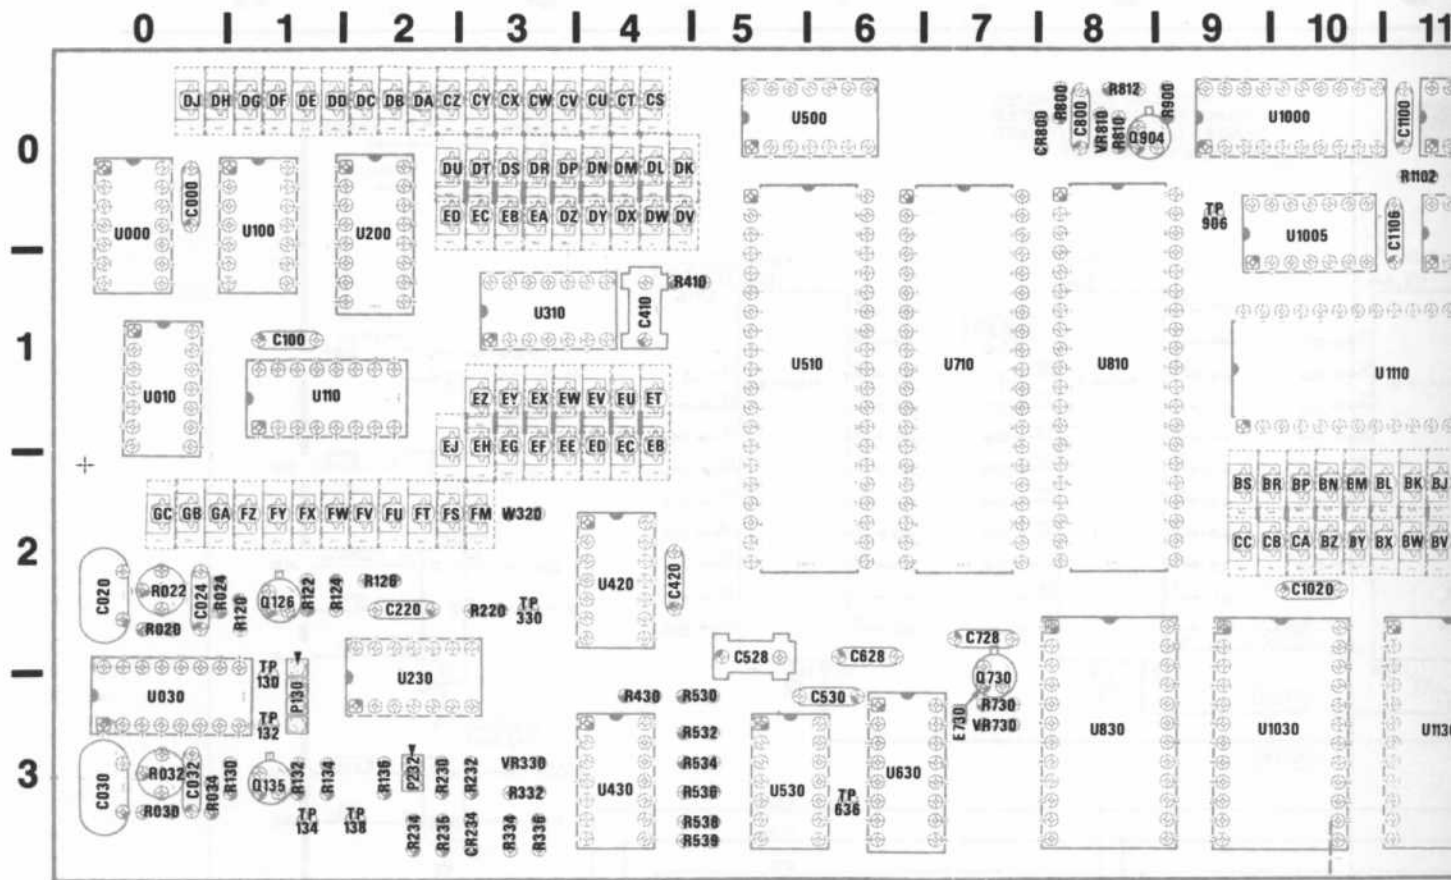 0 1 2 3 4 5 6 7 8 9 10 11
0
1
2
3
DJ DH DG DF DE DD DC DB DA CZ CY CX CW CV CU CT CS
DU DT DS DR DP DN DM DL DK
ED EC EB EA DZ DY DX DW DV
U000
C000
U100
U200
U500
CR800
R800
C800
VR810
R812
R810
R900
Q904
U1000
C1100
R1102
TP
906
U1005
C1106
U010
C100
U110
U310
C410
R410
U510
U710
U810
U1110
EZ EY EX EW EV EU ET
EJ EH EG EF EE ED EC EB
GC GB GA FZ FY FX FW FV FU FT FS FM
W320
BS BR BP BN BM BL BK BJ
CC CB CA BZ BY BX BW BV
C020
R022
R020
C024
R024
R120
Q126
R122
R124
R126
C220
R220
TP
330
U420
C420
C1020
U030
TP
130
TP
132
P130
U230
C528
C628
C728
Q730
R730
VR730
E730
R430
R530
C530
R532
R534
R536
R538
R539
C030
R032
R030
C032
R034
R130
Q135
R132
R134
TP
134
TP
138
R136
P232
R230
R232
R234
R235
CR234
VR330
R332
R334
R336
U430
U530
TP
636
U630
U830
U1030